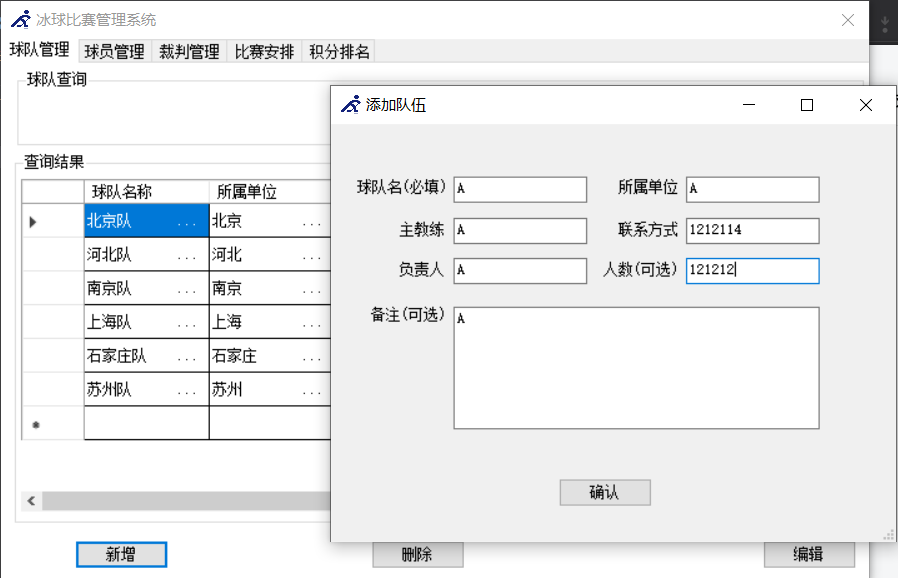 冰球比赛管理系统
球队管理 球员管理 裁判管理 比赛安排 积分排名
球队查询
查询结果
球队名称 所属单位
北京队 ... 北京 ...
河北队 ... 河北 ...
南京队 ... 南京 ...
上海队 ... 上海 ...
石家庄队 ... 石家庄 ...
苏州队 ... 苏州 ...
新增 删除 编辑
添加队伍
球队名(必填) A 所属单位 A
主教练 A 联系方式 1212114
负责人 A 人数(可选) 121212
备注(可选) A
确认